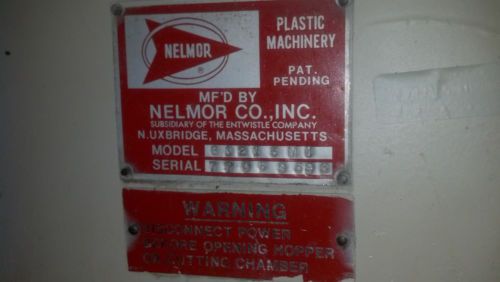 NELMOR
®
PLASTIC
MACHINERY
PAT.
PENDING
MF'D BY
NELMOR CO., INC.
SUBSIDIARY OF THE ENTWISTLE COMPANY
N. UXBRIDGE, MASSACHUSETTS
MODEL
SERIAL
WARNING
DISCONNECT POWER
BEFORE OPENING HOPPER
OR CUTTING CHAMBER